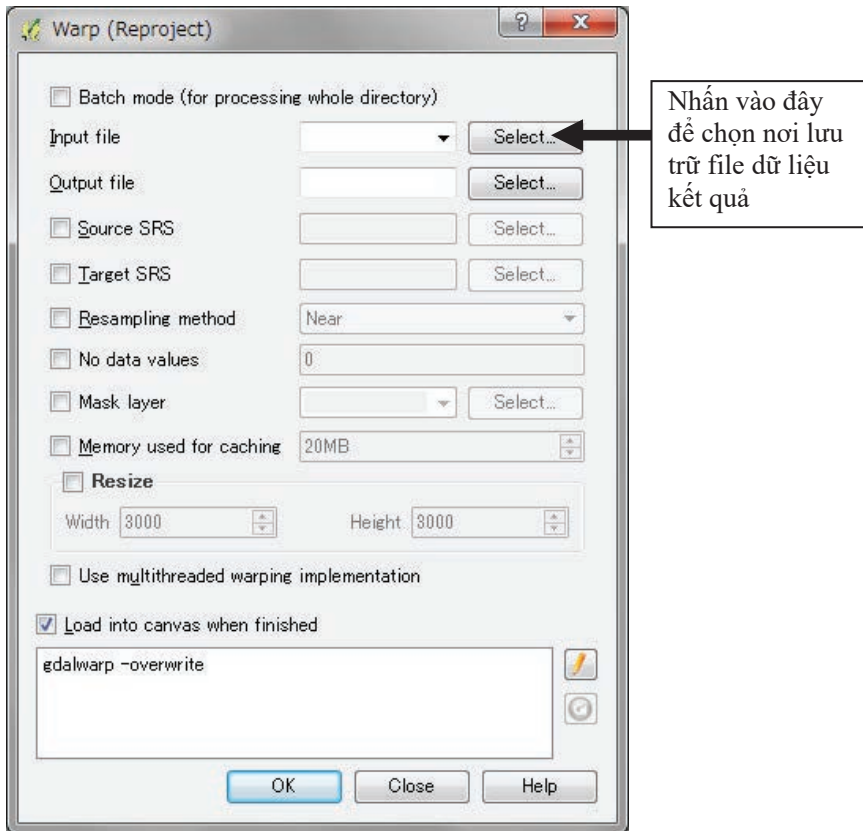 Warp (Reproject)
Batch mode (for processing whole directory)
Input file
Select...
Output file
Select...
Source SRS
Select...
Target SRS
Select...
Resampling method
Near
No data values
0
Mask layer
Select...
Memory used for caching
20MB
Resize
Width
3000
Height
3000
Use multithreaded warping implementation
Load into canvas when finished
gdalwarp -overwrite
OK
Close
Help
Nhấn vào đây
để chọn nơi lưu
trữ file dữ liệu
kết quả